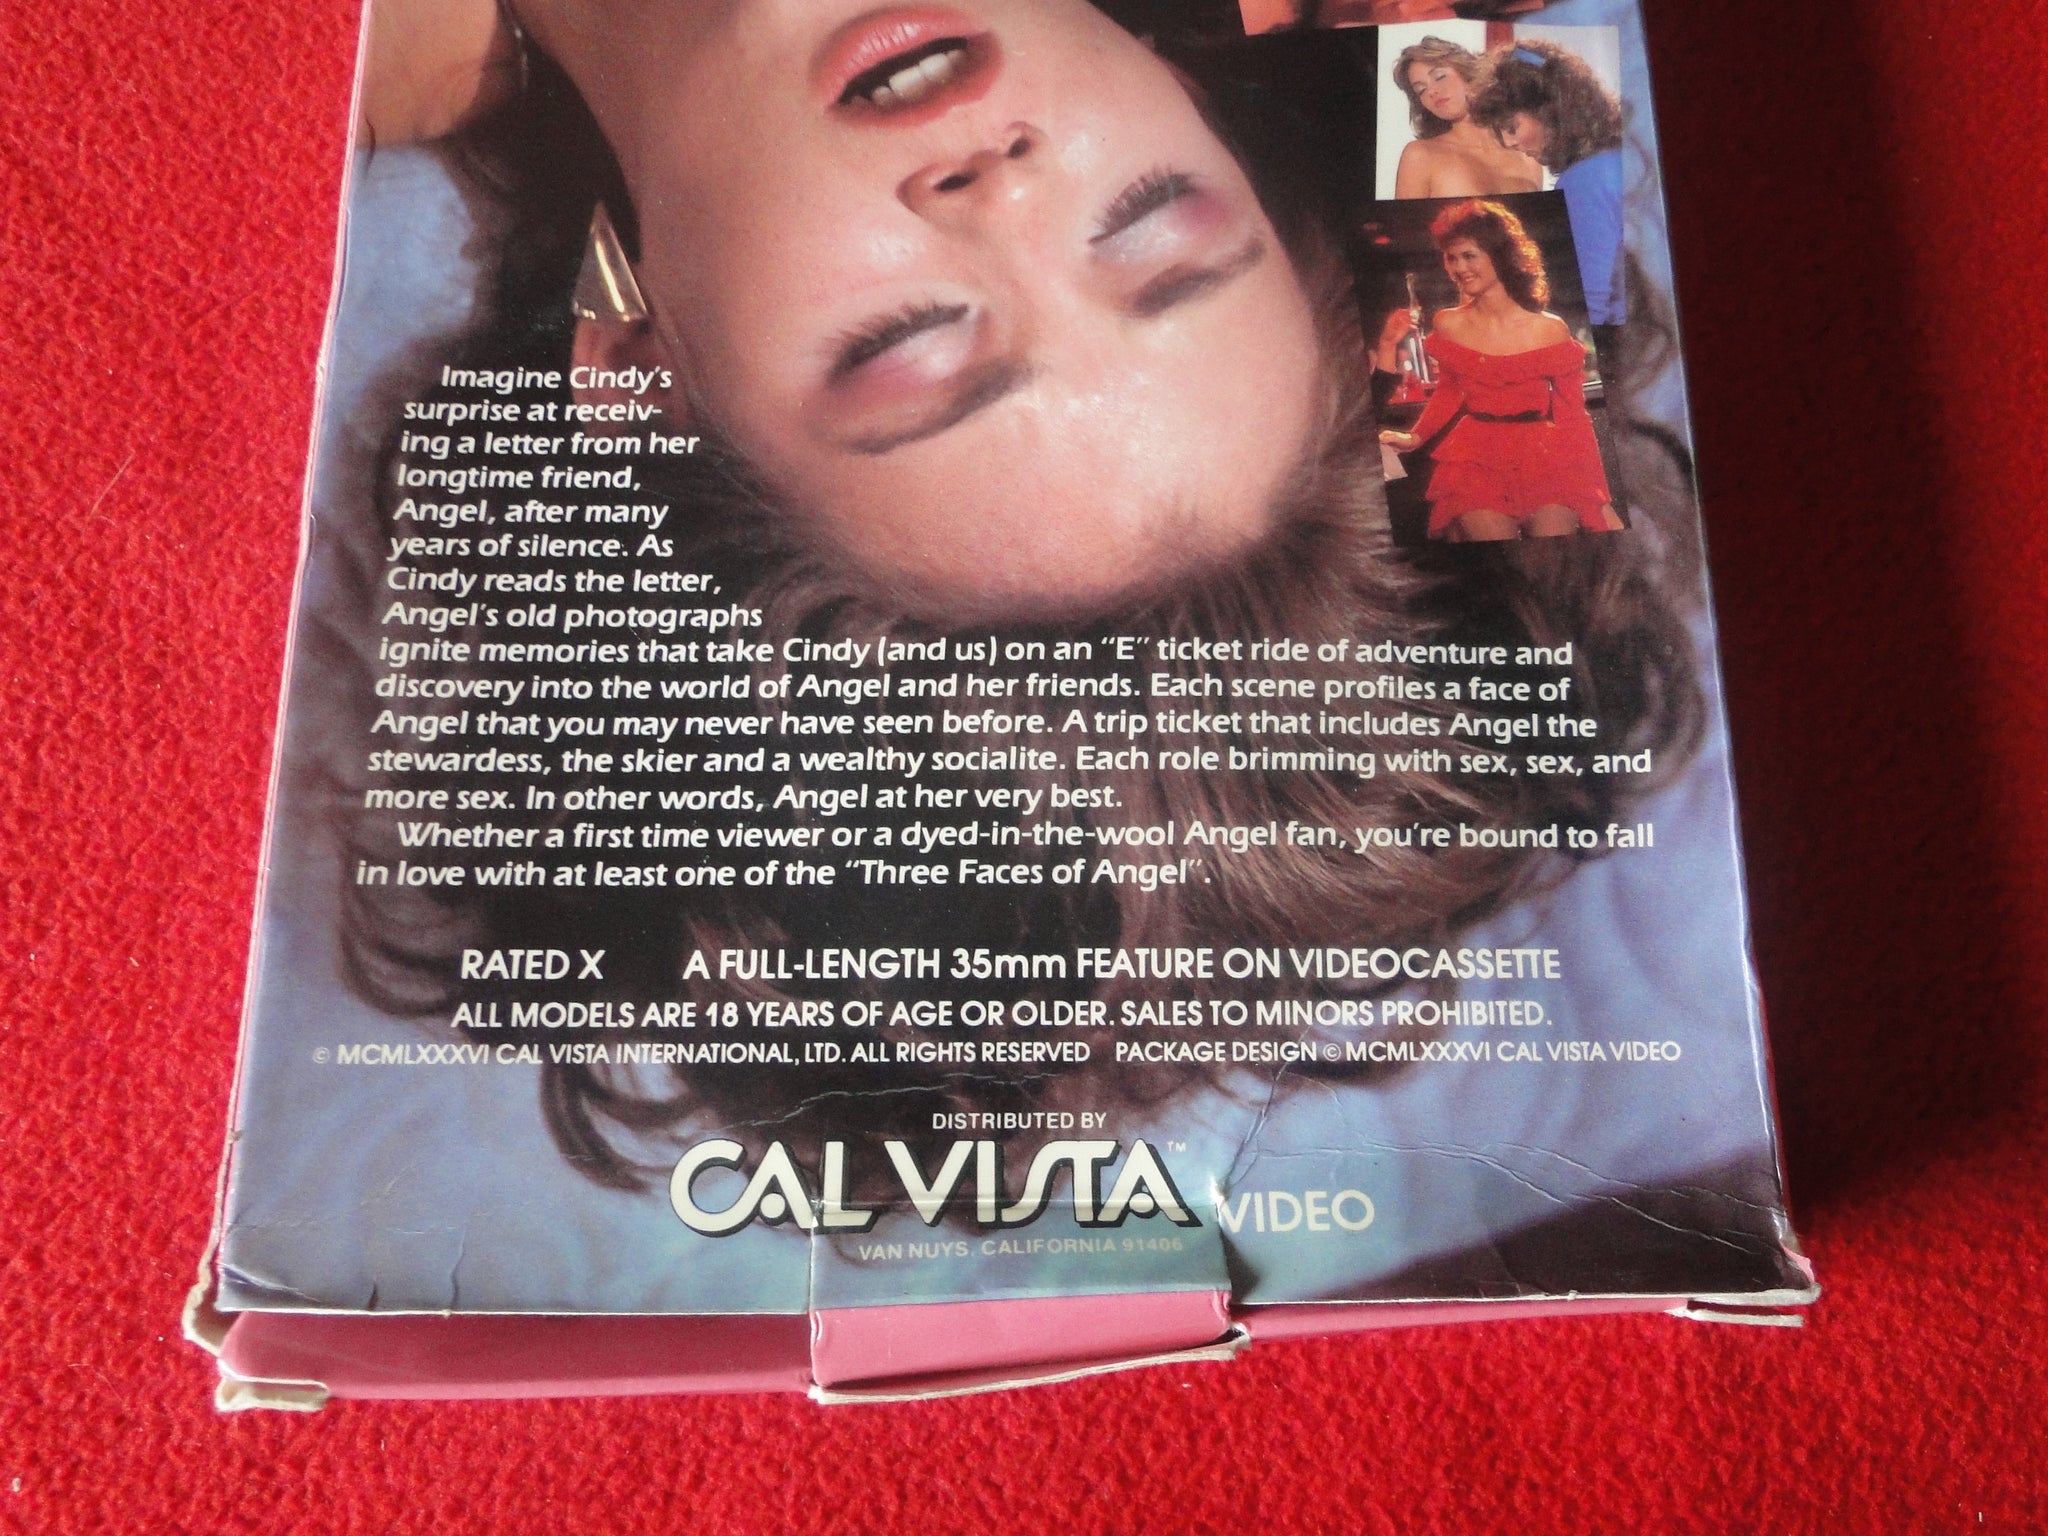 Imagine Cindy's
surprise at receiv-
ing a letter from her
longtime friend,
Angel, after many
years of silence. As
Cindy reads the letter,
Angel's old photographs
ignite memories that take Cindy (and us) on an "E" ticket ride of adventure and
discovery into the world of Angel and her friends. Each scene profiles a face of
Angel that you may never have seen before. A trip ticket that includes Angel the
stewardess, the skier and a wealthy socialite. Each role brimming with sex, sex, and
more sex. In other words, Angel at her very best.
Whether a first time viewer or a dyed-in-the-wool Angel fan, you're bound to fall
in love with at least one of the "Three Faces of Angel".
RATED X A FULL-LENGTH 35mm FEATURE ON VIDEOCASSETTE
ALL MODELS ARE 18 YEARS OF AGE OR OLDER. SALES TO MINORS PROHIBITED.
© MCMLXXXVI CAL VISTA INTERNATIONAL, LTD. ALL RIGHTS RESERVED PACKAGE DESIGN © MCMLXXXVI CAL VISTA VIDEO
DISTRIBUTED BY
CAL VISTA™ VIDEO
VAN NUYS, CALIFORNIA 91406